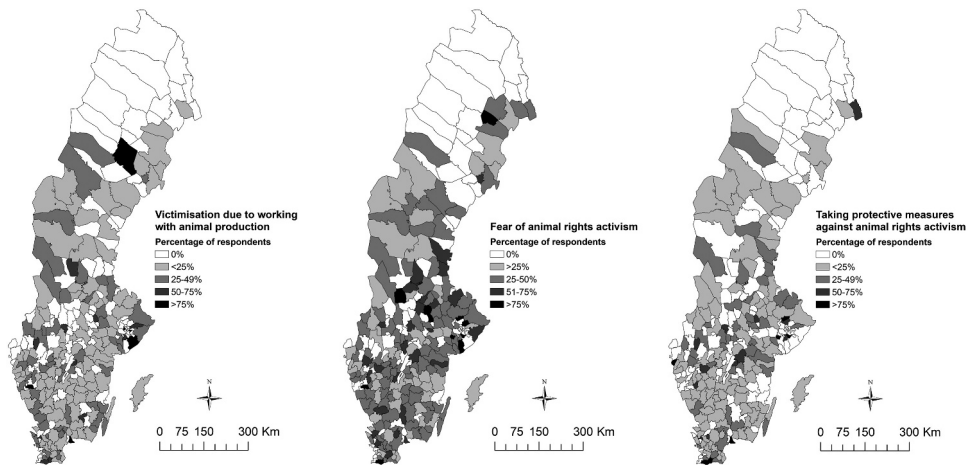 Victimisation due to working
with animal production
Percentage of respondents
0%
<25%
25-49%
50-75%
>75%
N
0 75 150 300 Km
Fear of animal rights activism
Percentage of respondents
0%
>25%
25-50%
51-75%
>75%
N
0 75 150 300 Km
Taking protective measures
against animal rights activism
Percentage of respondents
0%
<25%
25-49%
50-75%
>75%
N
0 75 150 300 Km